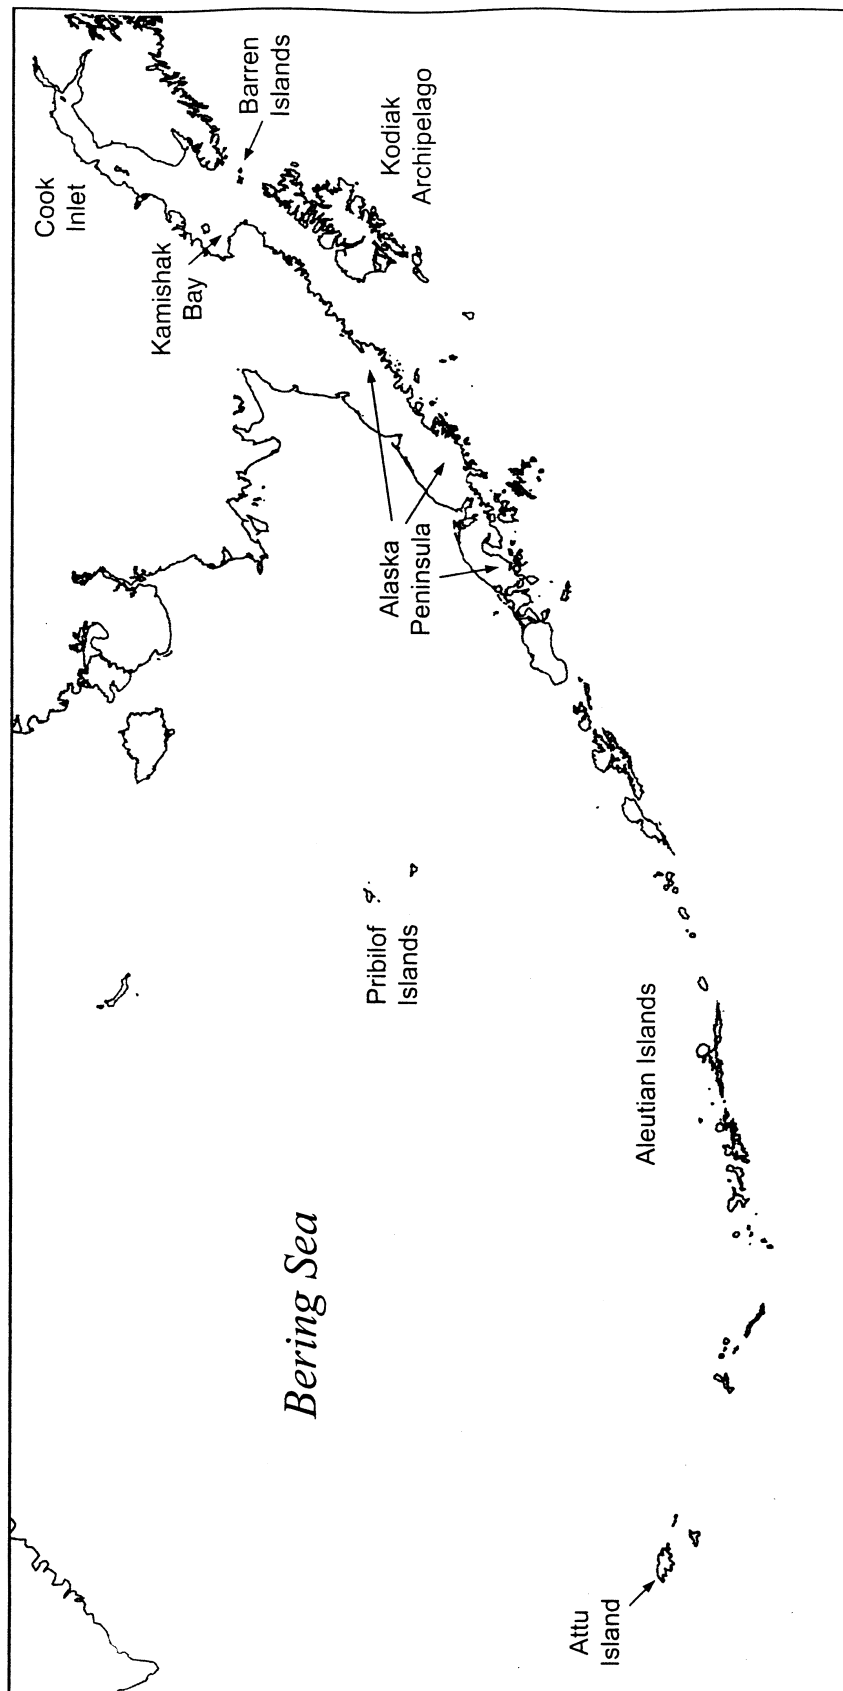 Cook
Inlet
Kamishak
Bay
Barren
Islands
Kodiak
Archipelago
Alaska
Peninsula
Pribilof
Islands
Aleutian Islands
Bering Sea
Attu
Island